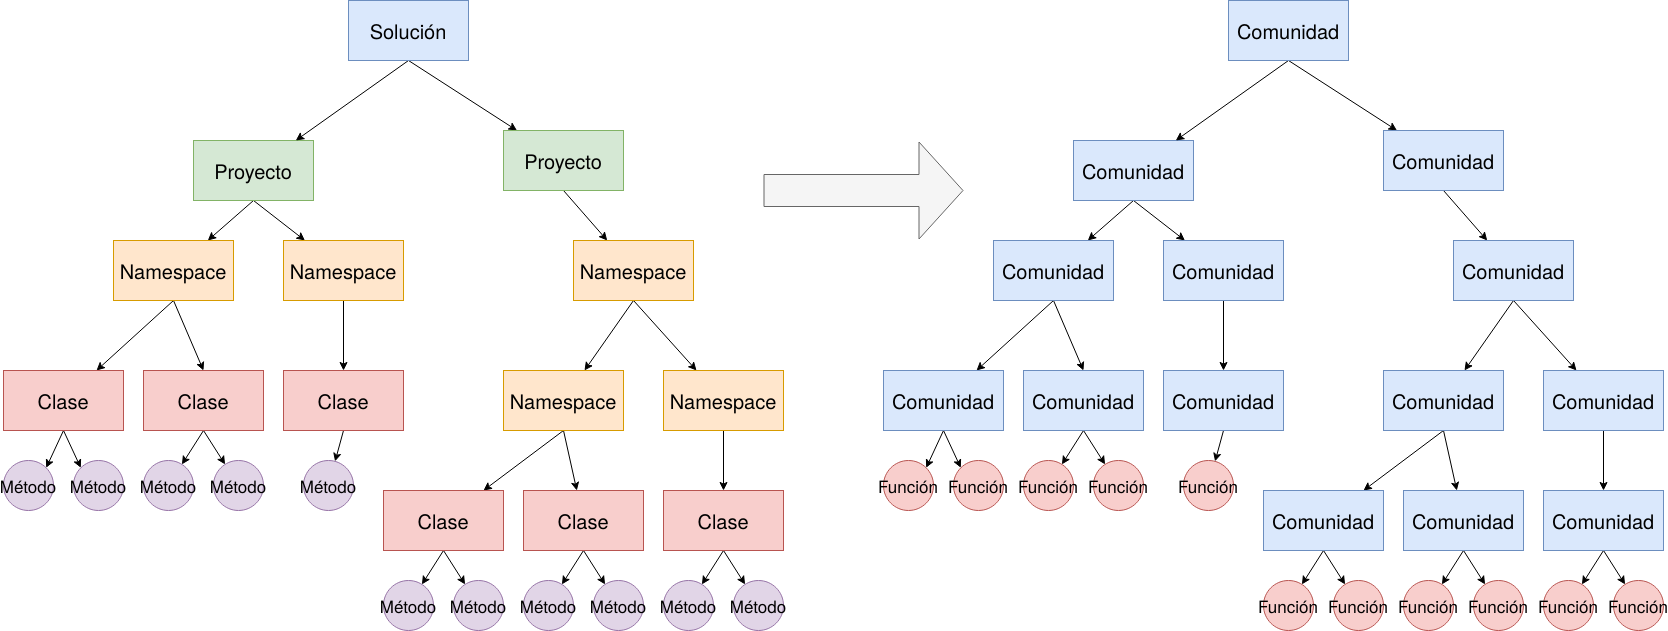 Solución
Proyecto
Proyecto
Namespace
Namespace
Namespace
Clase
Clase
Clase
Namespace
Namespace
Método
Método
Método
Método
Método
Clase
Clase
Clase
Método
Método
Método
Método
Método
Método
Comunidad
Comunidad
Comunidad
Comunidad
Comunidad
Comunidad
Comunidad
Comunidad
Comunidad
Comunidad
Comunidad
Función
Función
Función
Función
Función
Comunidad
Comunidad
Comunidad
Función
Función
Función
Función
Función
Función